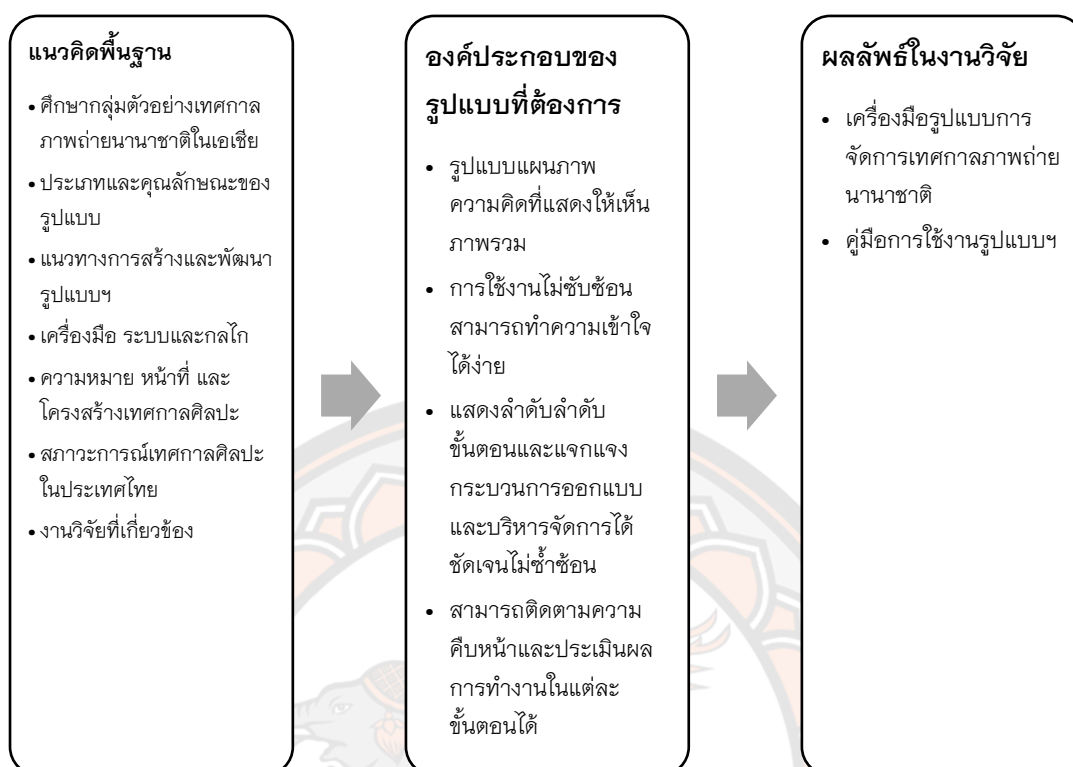 แนวคิดพื้นฐาน
• ศึกษากลุ่มตัวอย่างเทศกาล
ภาพถ่ายนานาชาติในเอเชีย
• ประเภทและคุณลักษณะของ
รูปแบบ
• แนวทางการสร้างและพัฒนา
รูปแบบฯ
• เครื่องมือ ระบบและกลไก
• ความหมาย หน้าที่ และ
โครงสร้างเทศกาลศิลปะ
• สภาวะการณ์เทศกาลศิลปะ
ในประเทศไทย
• งานวิจัยที่เกี่ยวข้อง
องค์ประกอบของ
รูปแบบที่ต้องการ
• รูปแบบแผนภาพ
ความคิดที่แสดงให้เห็น
ภาพรวม
• การใช้งานไม่ซับซ้อน
สามารถทำความเข้าใจ
ได้ง่าย
• แสดงลำดับลำดับ
ขั้นตอนและแจกแจง
กระบวนการออกแบบ
และบริหารจัดการได้
ชัดเจนไม่ซ้ำซ้อน
• สามารถติดตามความ
คืบหน้าและประเมินผล
การทำงานในแต่ละ
ขั้นตอนได้
ผลลัพธ์ในงานวิจัย
• เครื่องมือรูปแบบการ
จัดการเทศกาลภาพถ่าย
นานาชาติ
• คู่มือการใช้งานรูปแบบฯ